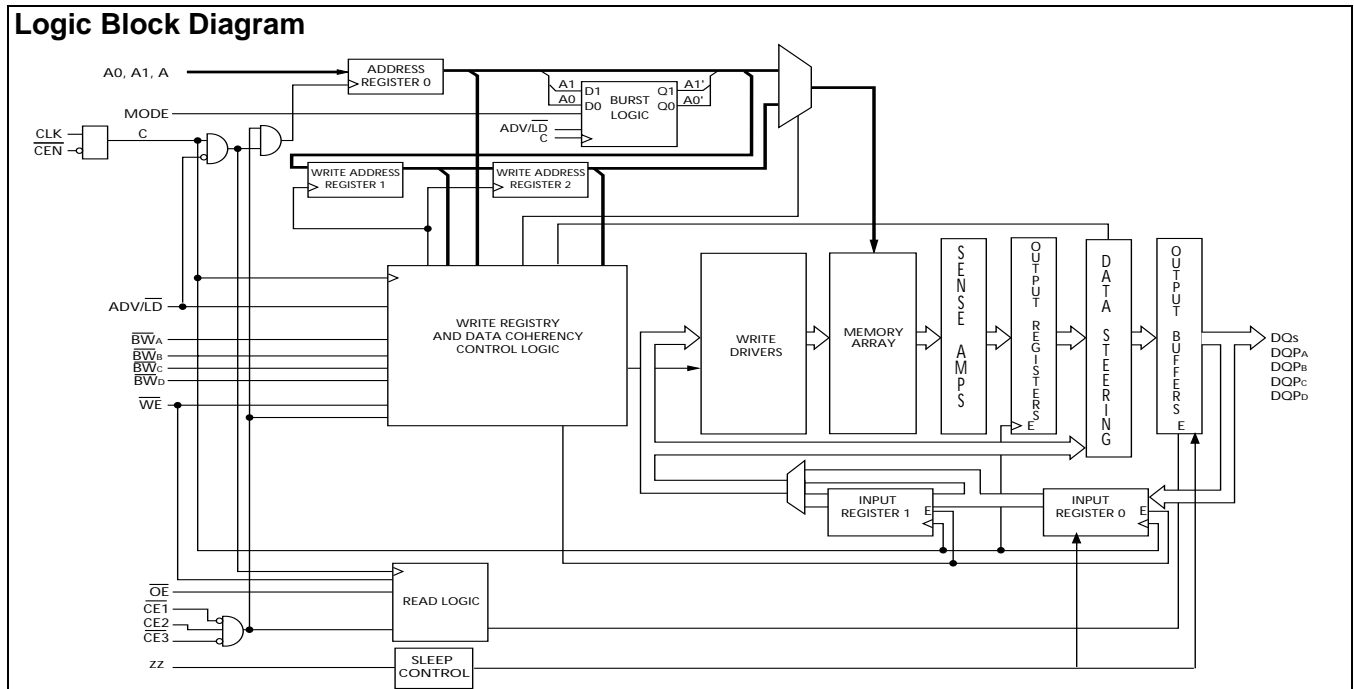 Logic Block Diagram
A0, A1, A
ADDRESS
REGISTER 0
MODE
CLK
C
CEN
A1
D1
A0
D0
BURST
LOGIC
Q1
A1'
Q0
A0'
ADV/LD
C
WRITE ADDRESS
REGISTER 1
WRITE ADDRESS
REGISTER 2
ADV/LD
BWA
BWB
BWC
BWD
WE
WRITE REGISTRY
AND DATA COHERENCY
CONTROL LOGIC
WRITE
DRIVERS
MEMORY
ARRAY
SENSE AMPS
OUTPUT REGISTERS
E
DATA STEERING
OUTPUT BUFFERS
E
DQs
DQPA
DQPB
DQPC
DQPD
INPUT
REGISTER 1
E
INPUT
REGISTER 0
E
OE
CE1
CE2
CE3
READ LOGIC
ZZ
SLEEP
CONTROL